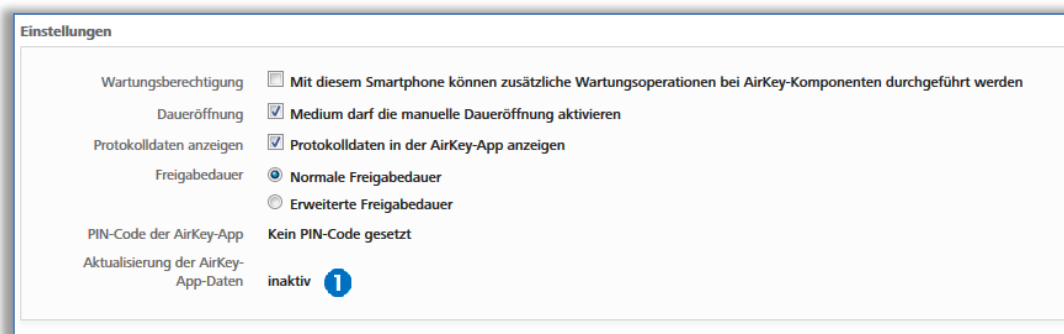 Einstellungen
Wartungsberechtigung Mit diesem Smartphone können zusätzliche Wartungsoperationen bei AirKey-Komponenten durchgeführt werden
Daueröffnung Medium darf die manuelle Daueröffnung aktivieren
Protokolldaten anzeigen Protokolldaten in der AirKey-App anzeigen
Freigabedauer Normale Freigabedauer
Erweiterte Freigabedauer
PIN-Code der AirKey-App Kein PIN-Code gesetzt
Aktualisierung der AirKey-
App-Daten inaktiv 1